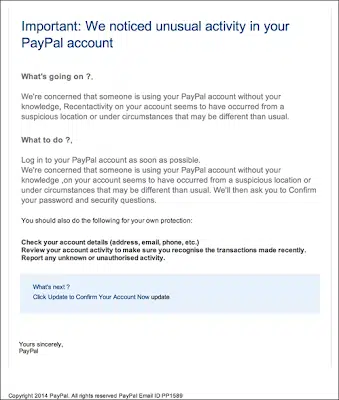 Important: We noticed unusual activity in your
PayPal account
What's going on ?,
We're concerned that someone is using your PayPal account without your
knowledge, Recentactivity on your account seems to have occurred from a
suspicious location or under circumstances that may be different than usual.
What to do ?,
Log in to your PayPal account as soon as possible.
We're concerned that someone is using your PayPal account without your
knowledge ,on your account seems to have occurred from a suspicious location or
under circumstances that may be different than usual. We'll then ask you to Confirm
your password and security questions.
You should also do the following for your own protection:
Check your account details (address, email, phone, etc.)
Review your account activity to make sure you recognise the transactions made recently.
Report any unknown or unauthorised activity.
What's next ?
Click Update to Confirm Your Account Now update
Yours sincerely,
PayPal
Copyright 2014 PayPal. All rights reserved PayPal Email ID PP1589